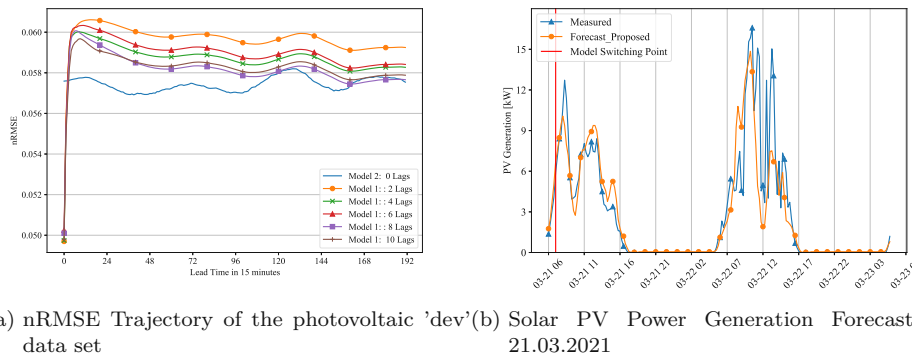 0.060
0.058
0.056
0.054
0.052
0.050
nRMSE
Model 2: 0 Lags
Model 1: : 2 Lags
Model 1: : 4 Lags
Model 1: : 6 Lags
Model 1: : 8 Lags
Model 1: 10 Lags
0 24 48 72 96 120 144 168 192
Lead Time in 15 minutes
15
12
9
6
3
0
PV Generation [kW]
Measured
Forecast_Proposed
Model Switching Point
03-21 06
03-21 11
03-21 16
03-21 21
03-22 02
03-22 07
03-22 12
03-22 17
03-22 22
03-23 03
a) nRMSE Trajectory of the photovoltaic 'dev'
data set
(b) Solar PV Power Generation Forecast
21.03.2021